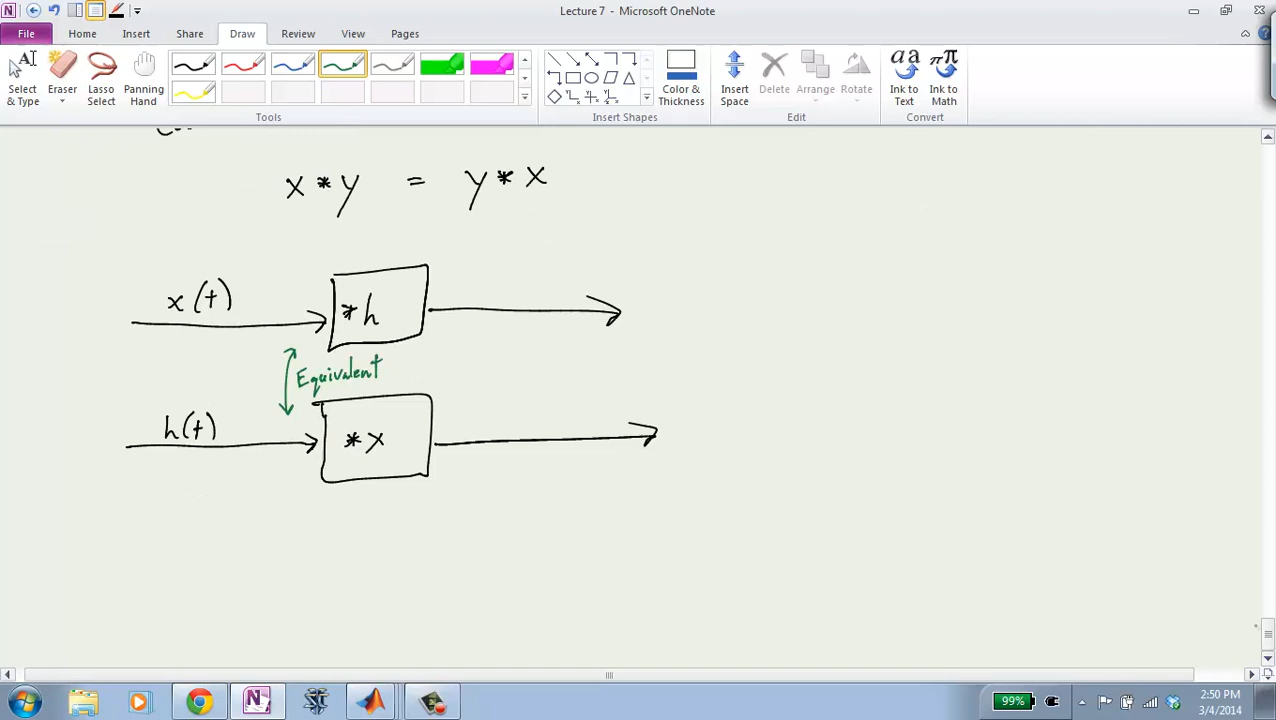 Lecture 7 - Microsoft OneNote
File Home Insert Share Draw Review View Pages
Select & Type Eraser Lasso Select Panning Hand Color & Thickness Insert Space Delete Arrange Rotate Ink to Text Ink to Math
Tools Insert Shapes Edit Convert
x * y = y * x
x(t) *h
Equivalent
h(t) *x
99% 2:50 PM
3/4/2014